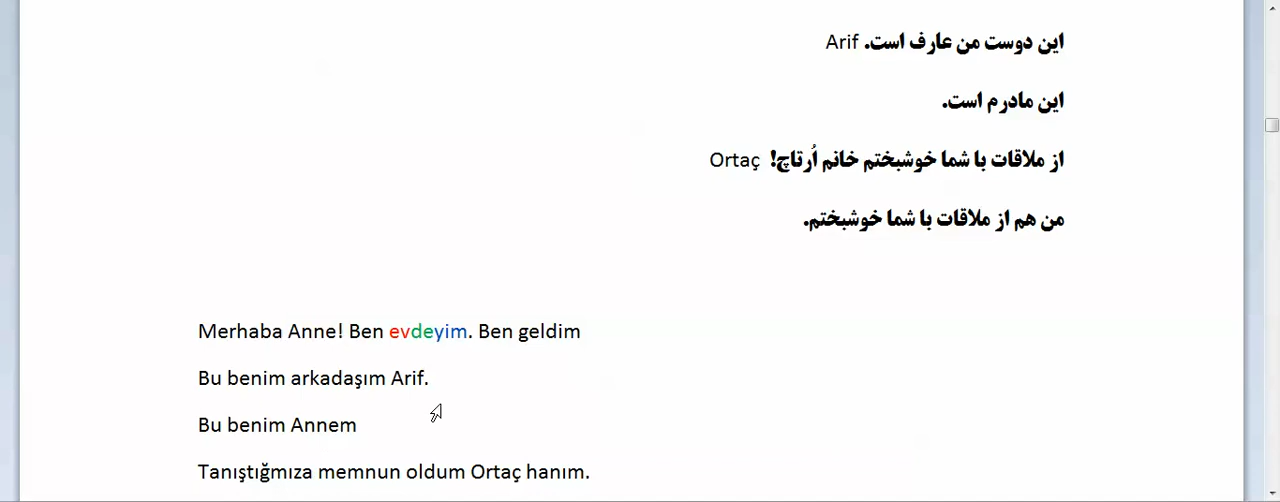 این دوست من عارف است. Arif
این مادرم است.
از ملاقات با شما خوشبختم خانم اُرتاچ! Ortaç
من هم از ملاقات با شما خوشبختم.
Merhaba Anne! Ben evdeyim. Ben geldim
Bu benim arkadaşım Arif.
Bu benim Annem
Tanıştığmıza memnun oldum Ortaç hanım.